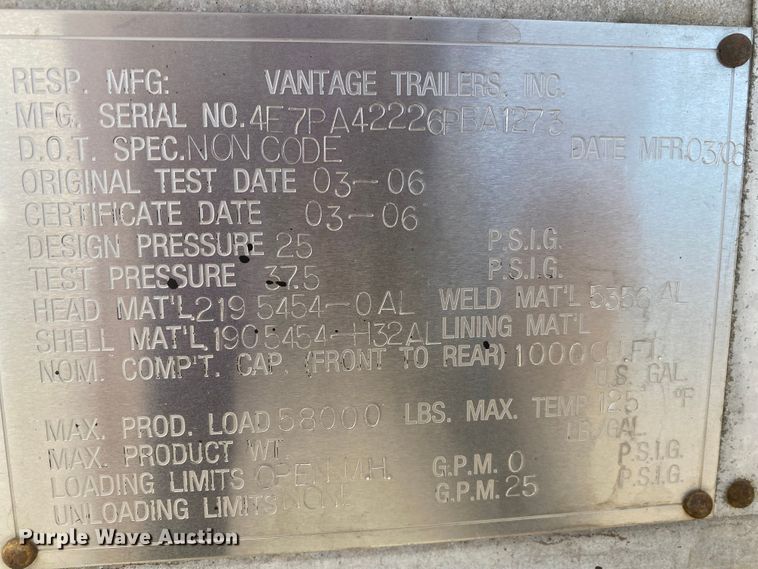 RESP. MFG: VANTAGE TRAILERS, INC.
MFG. SERIAL NO. 4E7PA42226PBA1273
D.O.T. SPEC. NON CODE DATE MFR. 03/06
ORIGINAL TEST DATE 03-06
CERTIFICATE DATE 03-06
DESIGN PRESSURE 25 P.S.I.G.
TEST PRESSURE 37.5 P.S.I.G.
HEAD MAT'L .219 5454-0 AL WELD MAT'L 5356 AL
SHELL MAT'L .190 5454-H32 AL LINING MAT'L
NOM. COMP'T. CAP. (FRONT TO REAR) 1000 CU.FT.
U.S. GAL.
MAX. PROD. LOAD 58000 LBS. MAX. TEMP. 125 °F
MAX. PRODUCT WT. LB/GAL.
LOADING LIMITS OPEN M.H. G.P.M. 0 P.S.I.G.
UNLOADING LIMITS NONE G.P.M. 25 P.S.I.G.
Purple Wave Auction